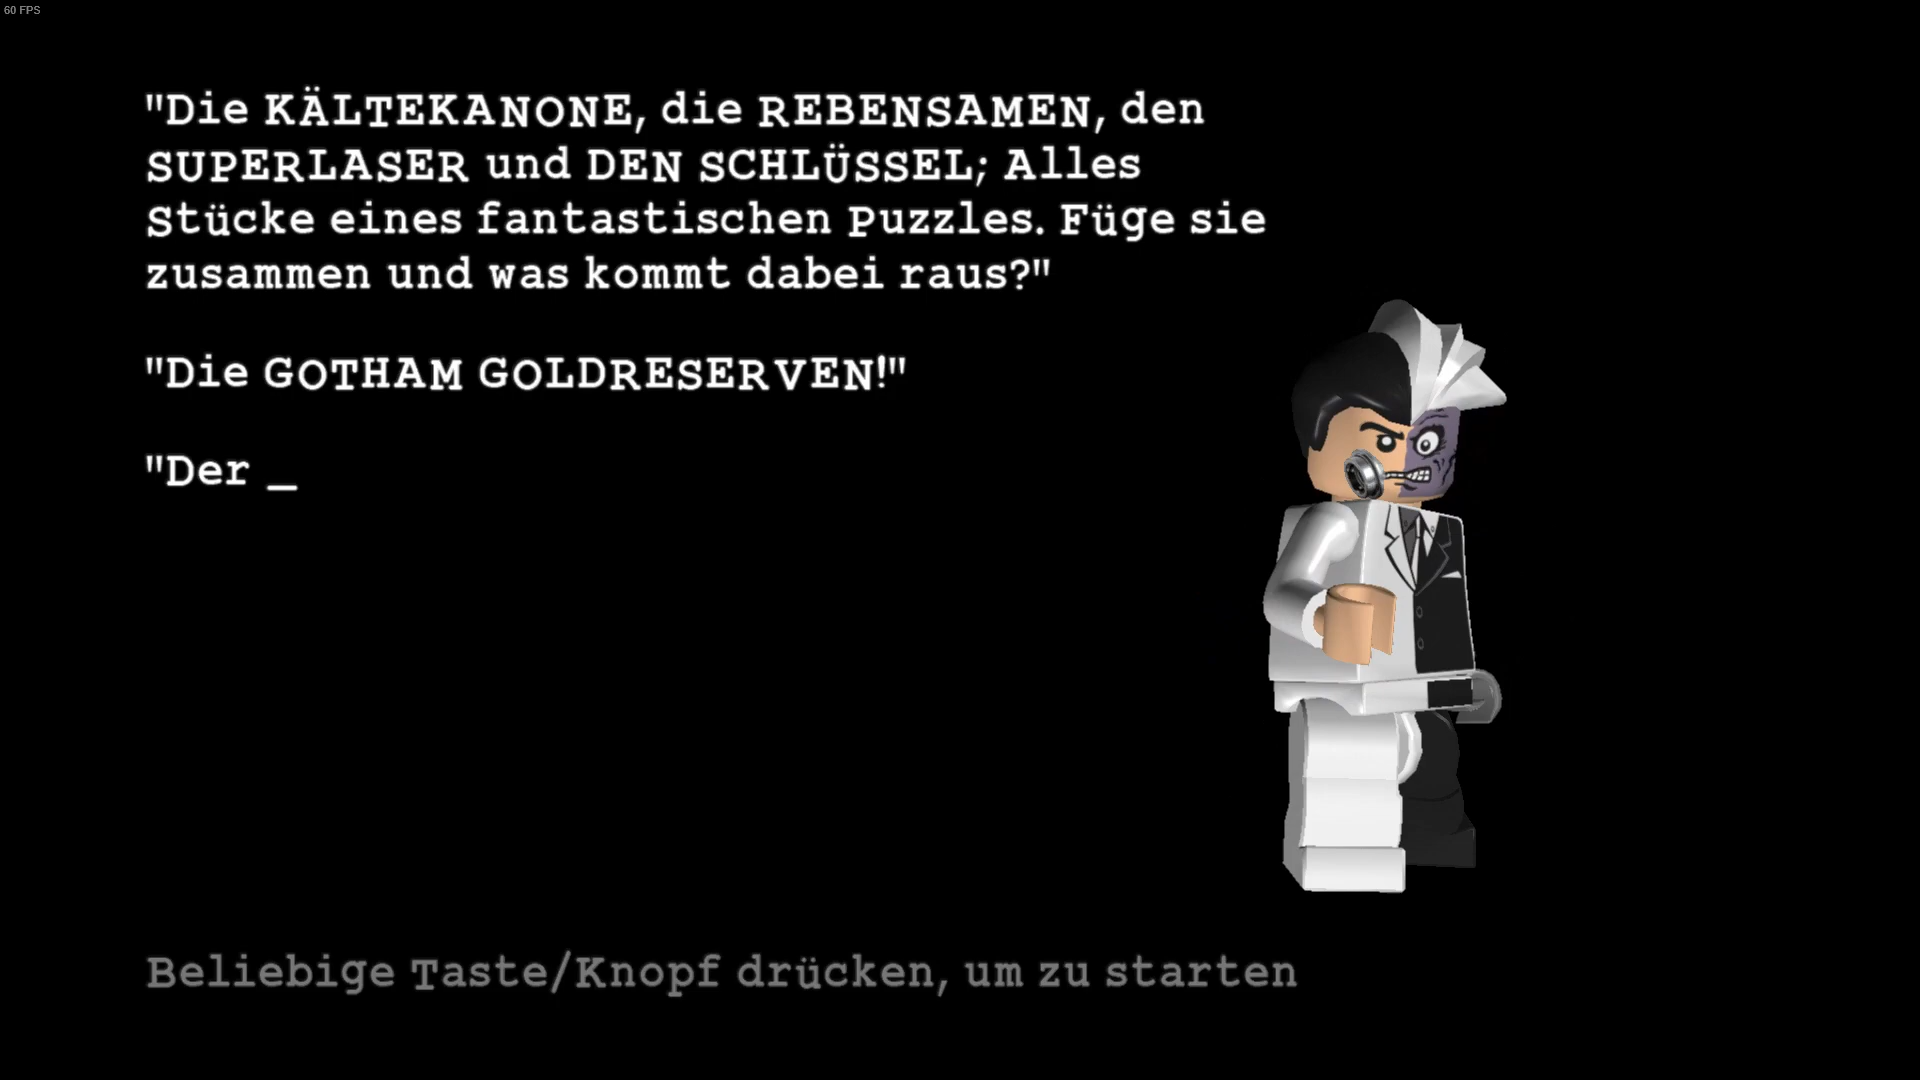 60 FPS
"Die KÄLTEKANONE, die REBENSAMEN, den
SUPERLASER und DEN SCHLÜSSEL; Alles
Stücke eines fantastischen Puzzles. Füge sie
zusammen und was kommt dabei raus?"
"Die GOTHAM GOLDRESERVEN!"
"Der _
Beliebige Taste/Knopf drücken, um zu starten